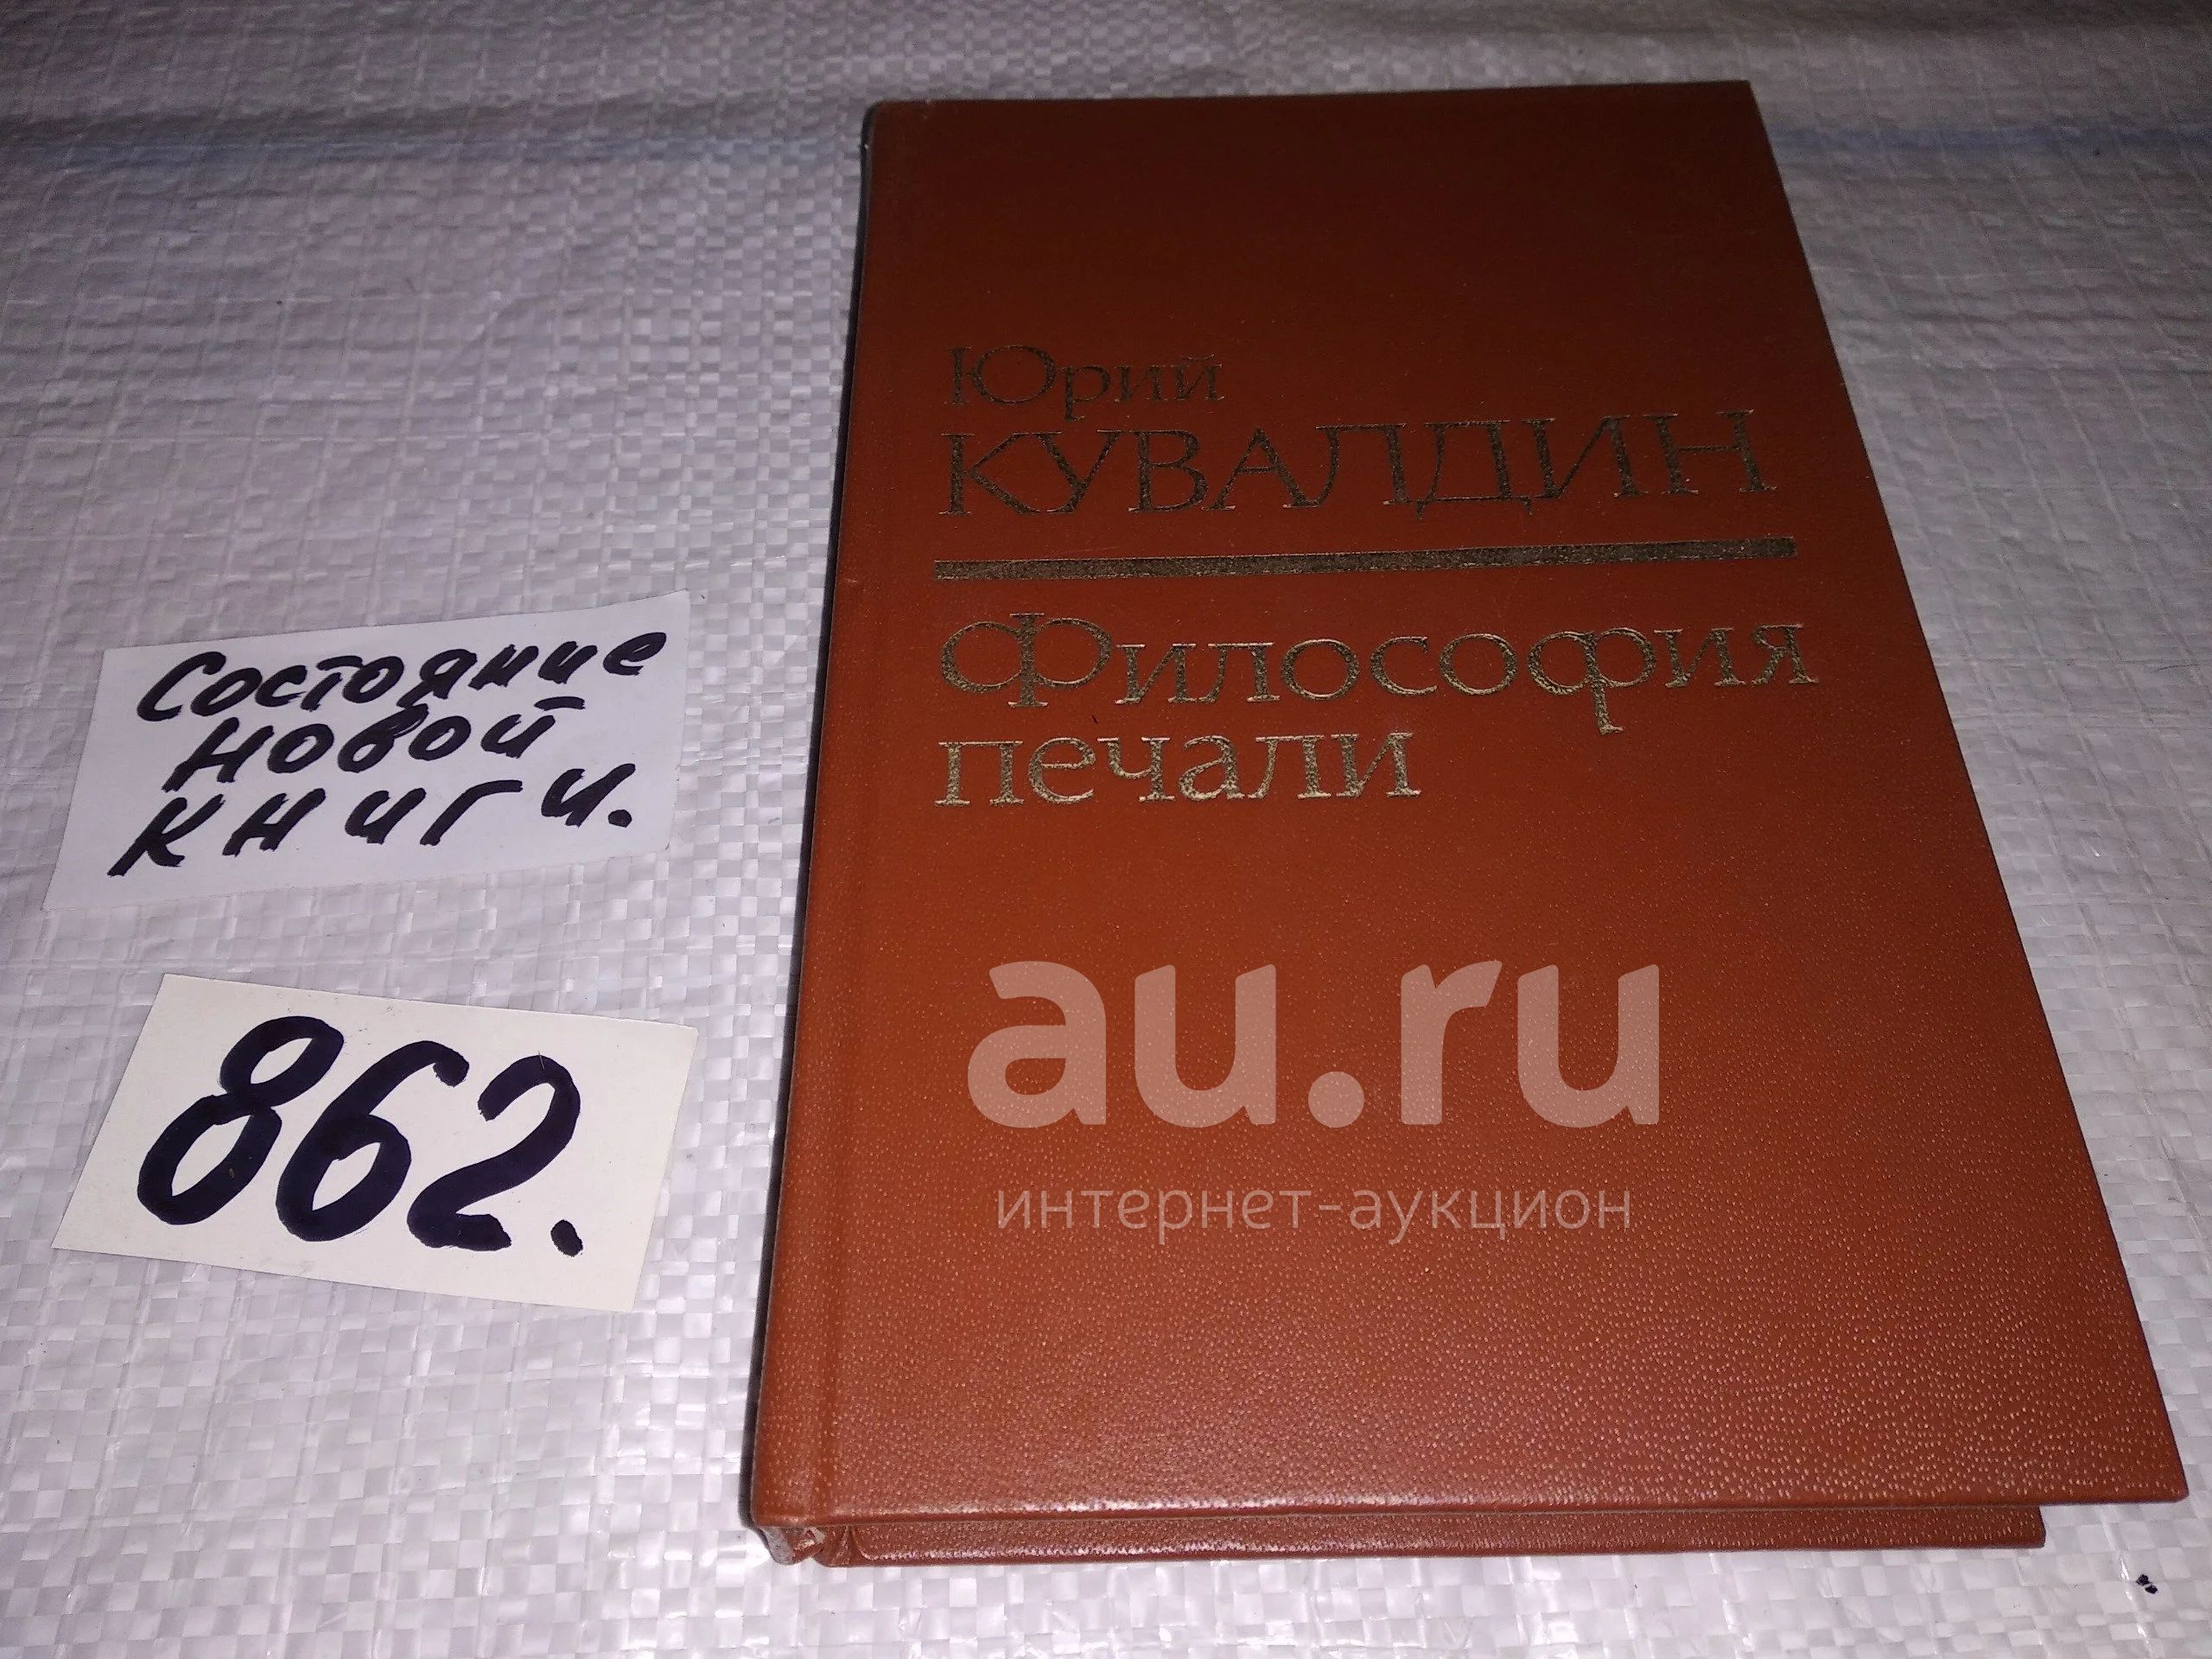 Юрий
КУВАЛДИН
Философия
печали
Состояние
новой
книги.
862.
au.ru
интернет-аукцион